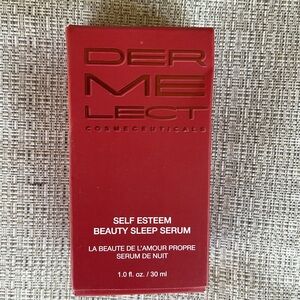 DER
ME
LECT
COSMECEUTICALS
SELF ESTEEM
BEAUTY SLEEP SERUM
LA BEAUTE DE L'AMOUR PROPRE
SERUM DE NUIT
1.0 fl. oz. / 30 ml